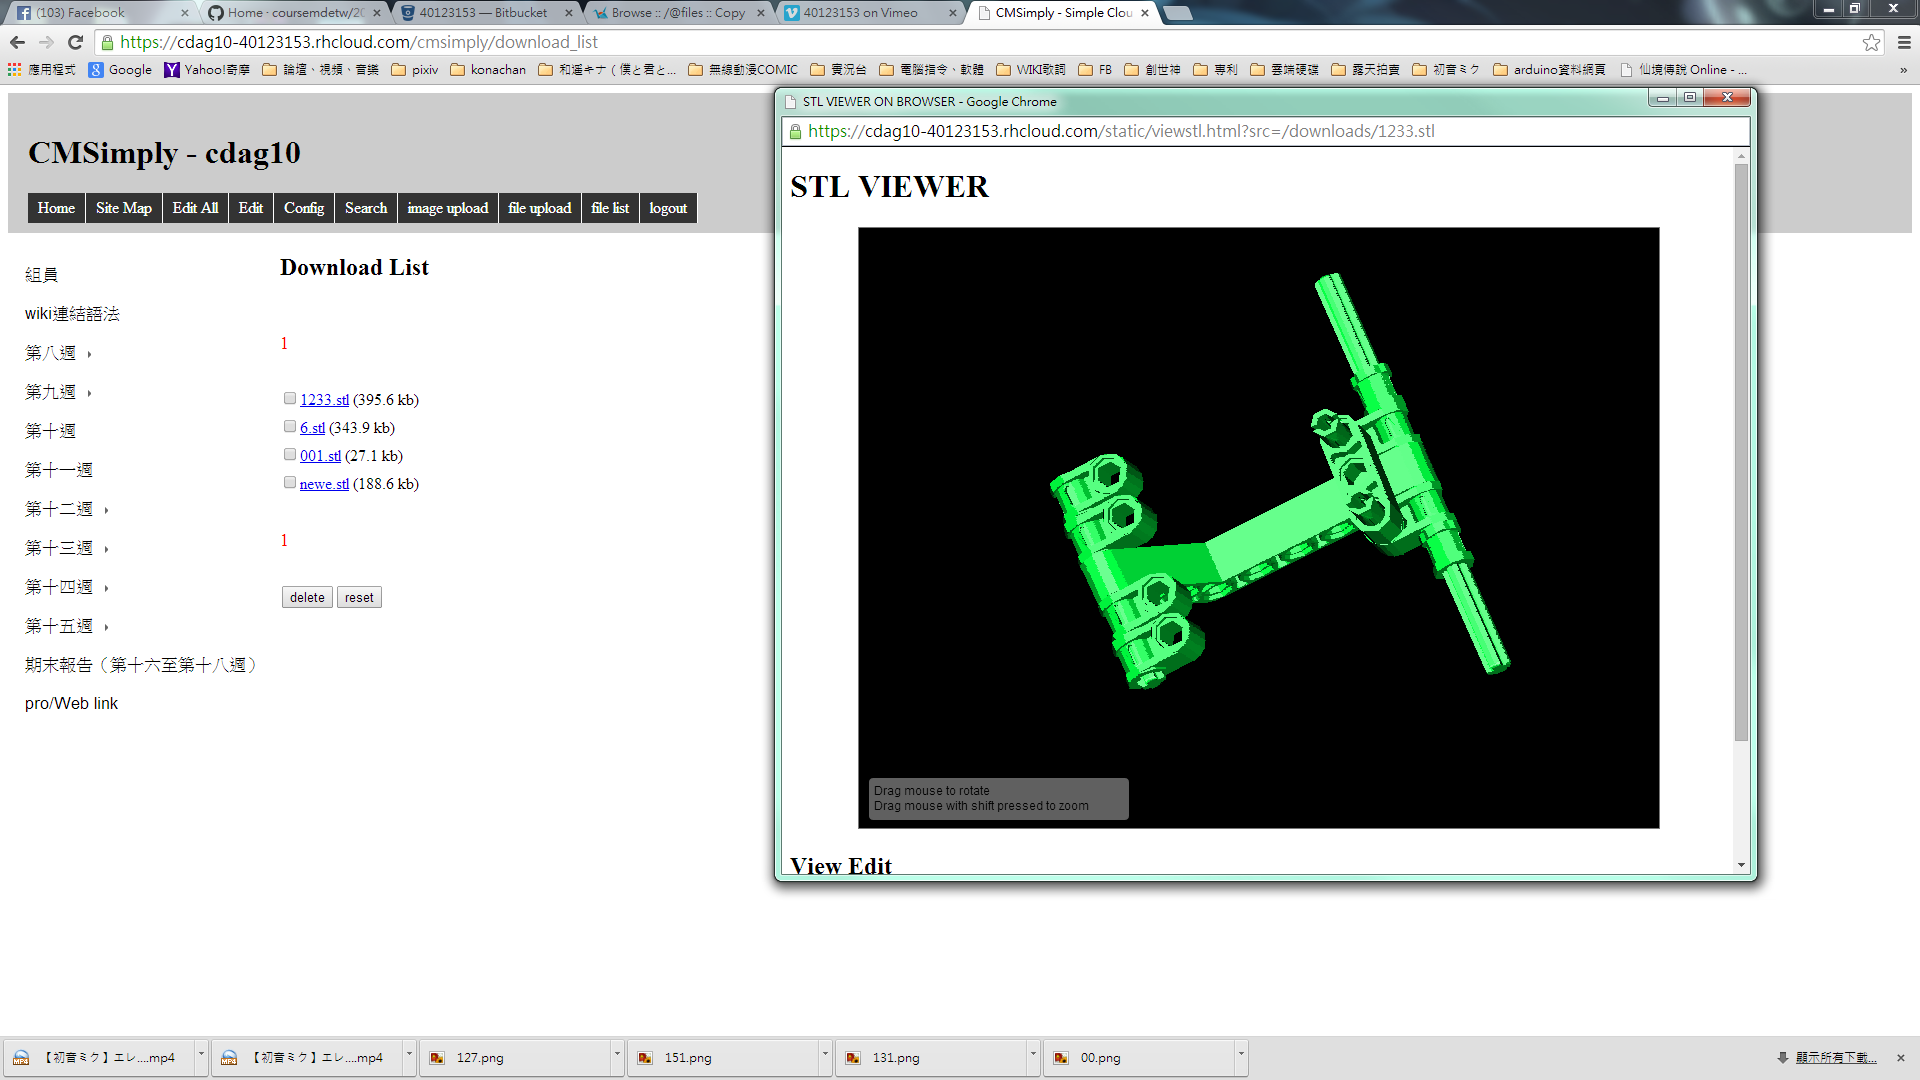 (103) Facebook
Home · coursemdetw/20
40123153 — Bitbucket
Browse :: /@files :: Copy
40123153 on Vimeo
CMSimply - Simple Clou
https://cdag10-40123153.rhcloud.com/cmsimply/download_list
應用程式
Google
Yahoo!奇摩
論壇、視頻、音樂
pixiv
konachan
和遥キナ ( 僕と君と...
無線動漫COMIC
實況台
電腦指令、軟體
WIKI歌詞
FB
創世神
專利
雲端硬碟
露天拍賣
初音ミク
arduino資料網頁
仙境傳說 Online - ...
»
CMSimply - cdag10
Home
Site Map
Edit All
Edit
Config
Search
image upload
file upload
file list
logout
組員
wiki連結語法
第八週
第九週
第十週
第十一週
第十二週
第十三週
第十四週
第十五週
期末報告（第十六至第十八週）
pro/Web link
Download List
1
1233.stl (395.6 kb)
6.stl (343.9 kb)
001.stl (27.1 kb)
newe.stl (188.6 kb)
1
delete
reset
STL VIEWER ON BROWSER - Google Chrome
https://cdag10-40123153.rhcloud.com/static/viewstl.html?src=/downloads/1233.stl
STL VIEWER
Drag mouse to rotate
Drag mouse with shift pressed to zoom
View Edit
【初音ミク】エレ....mp4
【初音ミク】エレ....mp4
127.png
151.png
131.png
00.png
顯示所有下載...